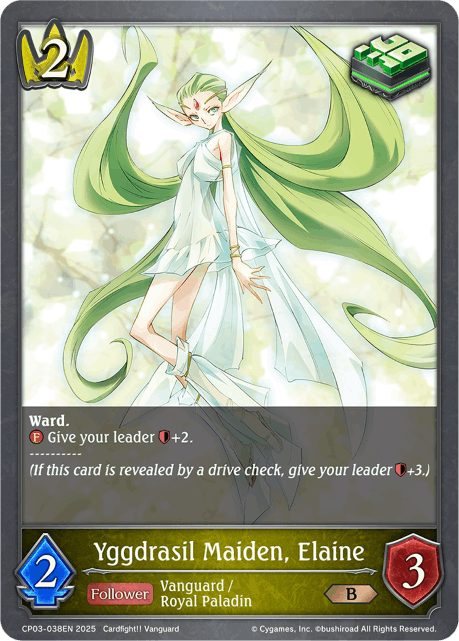 2
Ward.
F Give your leader +2.
----------
(If this card is revealed by a drive check, give your leader +3.)
Yggdrasil Maiden, Elaine
2
Follower
Vanguard /
Royal Paladin
B
3
CP03-038EN 2025 Cardfight!! Vanguard
© Cygames, Inc. ©bushiroad All Rights Reserved.